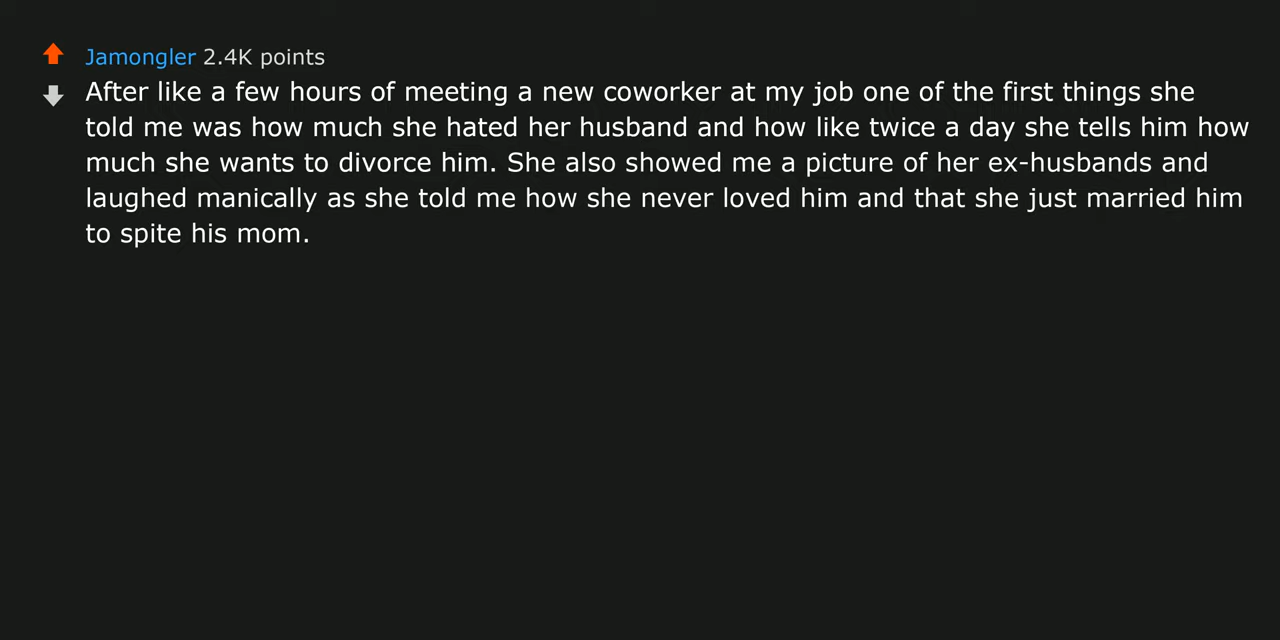 Jamongler 2.4K points
After like a few hours of meeting a new coworker at my job one of the first things she
told me was how much she hated her husband and how like twice a day she tells him how
much she wants to divorce him. She also showed me a picture of her ex-husbands and
laughed manically as she told me how she never loved him and that she just married him
to spite his mom.